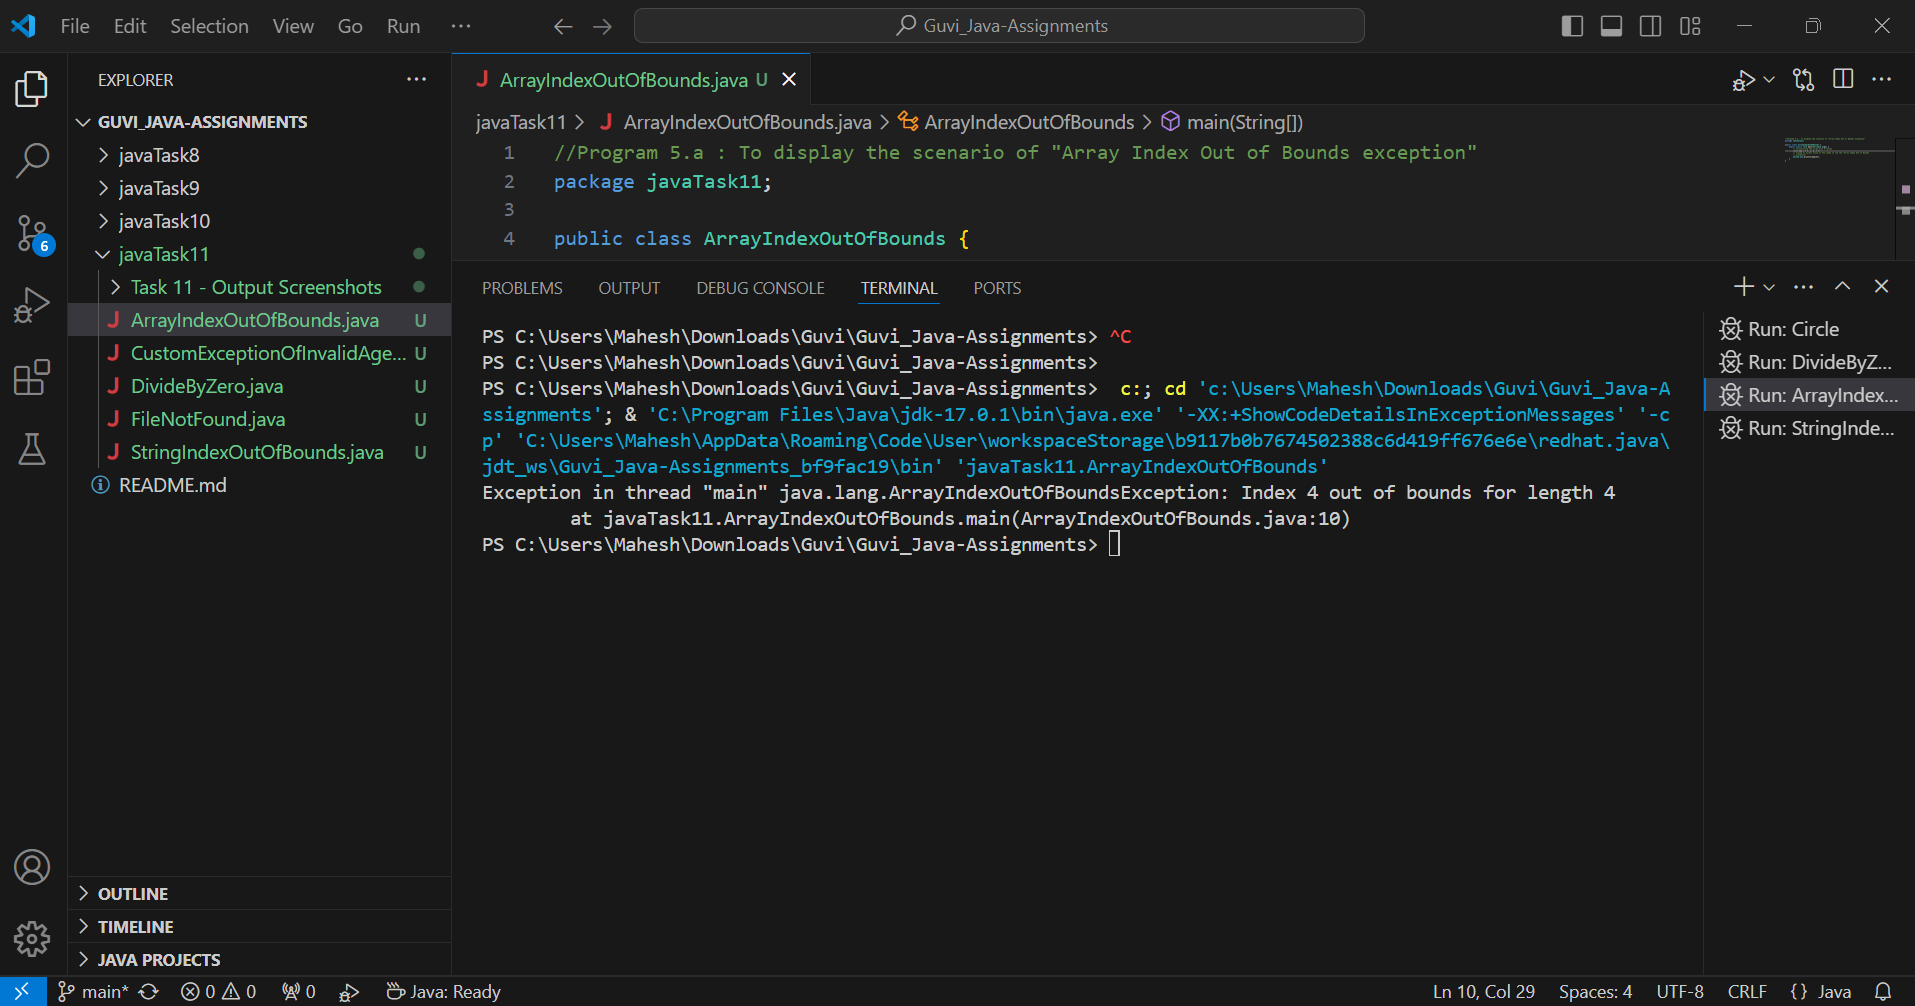 File Edit Selection View Go Run ···
Guvi_Java-Assignments
EXPLORER
GUVI_JAVA-ASSIGNMENTS
javaTask8
javaTask9
javaTask10
javaTask11
Task 11 - Output Screenshots
ArrayIndexOutOfBounds.java U
CustomExceptionOfInvalidAge... U
DivideByZero.java U
FileNotFound.java U
StringIndexOutOfBounds.java U
README.md
OUTLINE
TIMELINE
JAVA PROJECTS
6
ArrayIndexOutOfBounds.java U
javaTask11 > ArrayIndexOutOfBounds.java > ArrayIndexOutOfBounds > main(String[])
1 //Program 5.a : To display the scenario of "Array Index Out of Bounds exception"
2 package javaTask11;
3
4 public class ArrayIndexOutOfBounds {
PROBLEMS OUTPUT DEBUG CONSOLE TERMINAL PORTS
PS C:\Users\Mahesh\Downloads\Guvi\Guvi_Java-Assignments> ^C
PS C:\Users\Mahesh\Downloads\Guvi\Guvi_Java-Assignments>
PS C:\Users\Mahesh\Downloads\Guvi\Guvi_Java-Assignments>  c:; cd 'c:\Users\Mahesh\Downloads\Guvi\Guvi_Java-A
ssignments'; & 'C:\Program Files\Java\jdk-17.0.1\bin\java.exe' '-XX:+ShowCodeDetailsInExceptionMessages' '-c
p' 'C:\Users\Mahesh\AppData\Roaming\Code\User\workspaceStorage\b9117b0b7674502388c6d419ff676e6e\redhat.java\
jdt_ws\Guvi_Java-Assignments_bf9fac19\bin' 'javaTask11.ArrayIndexOutOfBounds'
Exception in thread "main" java.lang.ArrayIndexOutOfBoundsException: Index 4 out of bounds for length 4
at javaTask11.ArrayIndexOutOfBounds.main(ArrayIndexOutOfBounds.java:10)
PS C:\Users\Mahesh\Downloads\Guvi\Guvi_Java-Assignments>
Run: Circle
Run: DivideByZ...
Run: ArrayIndex...
Run: StringInde...
main* 0 0 0 Java: Ready
Ln 10, Col 29 Spaces: 4 UTF-8 CRLF {} Java